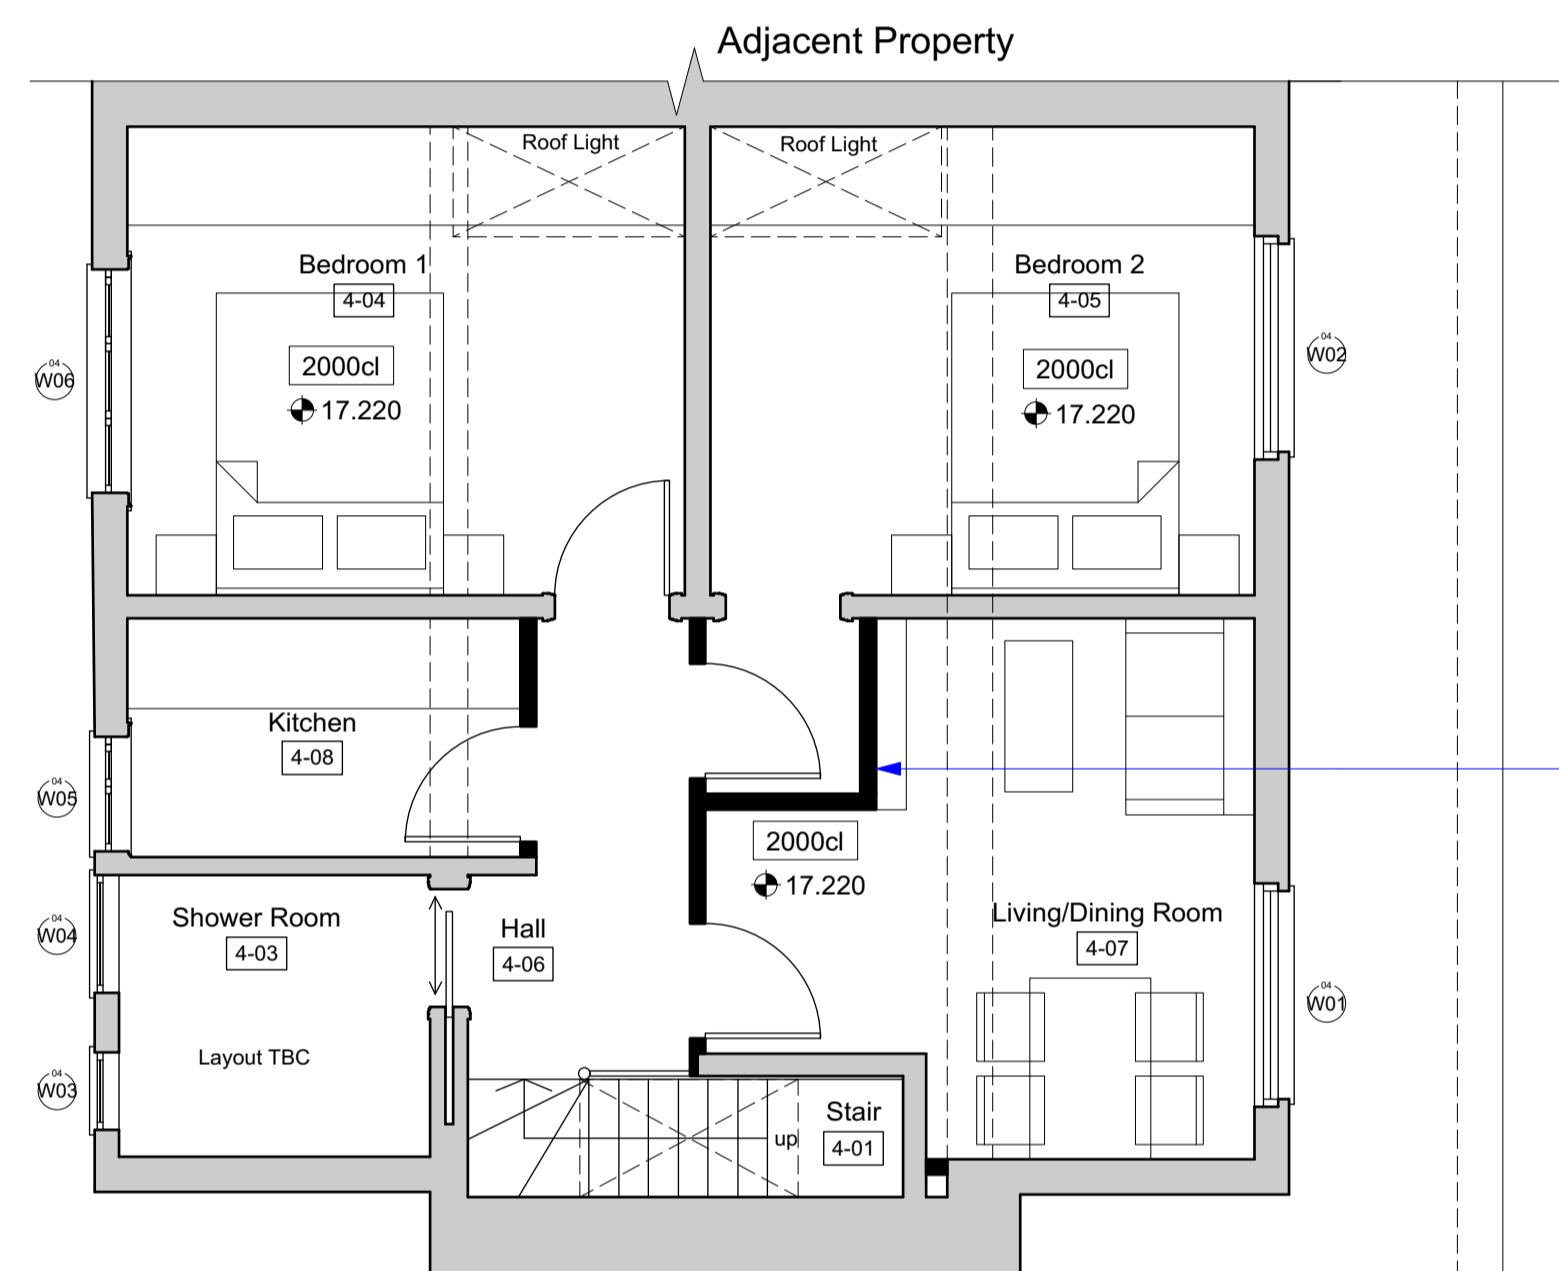 Adjacent Property
Roof Light
Roof Light
Bedroom 1
4-04
2000cl
17.220
Bedroom 2
4-05
2000cl
17.220
04
W06
04
W02
Kitchen
4-08
04
W05
2000cl
17.220
Shower Room
4-03
04
W04
Hall
4-06
Living/Dining Room
4-07
04
W01
Layout TBC
04
W03
Stair
4-01
up